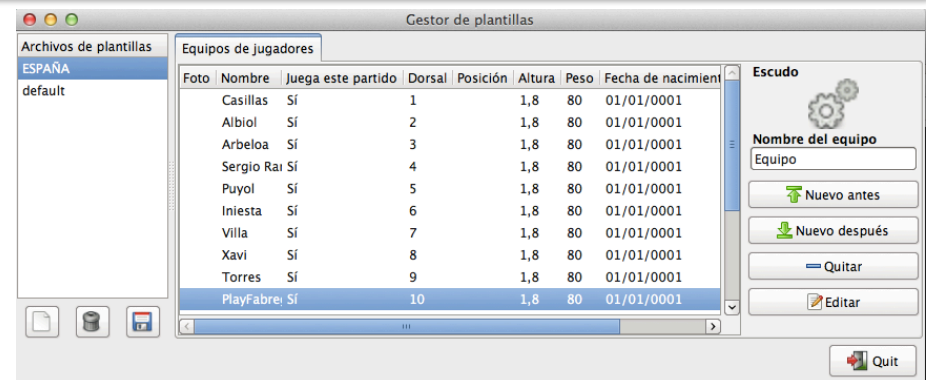 Gestor de plantillas
Archivos de plantillas
ESPAÑA
default
Equipos de jugadores
Foto Nombre Juega este partido Dorsal Posición Altura Peso Fecha de nacimient
Casillas Sí 1 1,8 80 01/01/0001
Albiol Sí 2 1,8 80 01/01/0001
Arbeloa Sí 3 1,8 80 01/01/0001
Sergio Rai Sí 4 1,8 80 01/01/0001
Puyol Sí 5 1,8 80 01/01/0001
Iniesta Sí 6 1,8 80 01/01/0001
Villa Sí 7 1,8 80 01/01/0001
Xavi Sí 8 1,8 80 01/01/0001
Torres Sí 9 1,8 80 01/01/0001
PlayFabre Sí 10 1,8 80 01/01/0001
Escudo
Nombre del equipo
Equipo
Nuevo antes
Nuevo después
Quitar
Editar
Quit